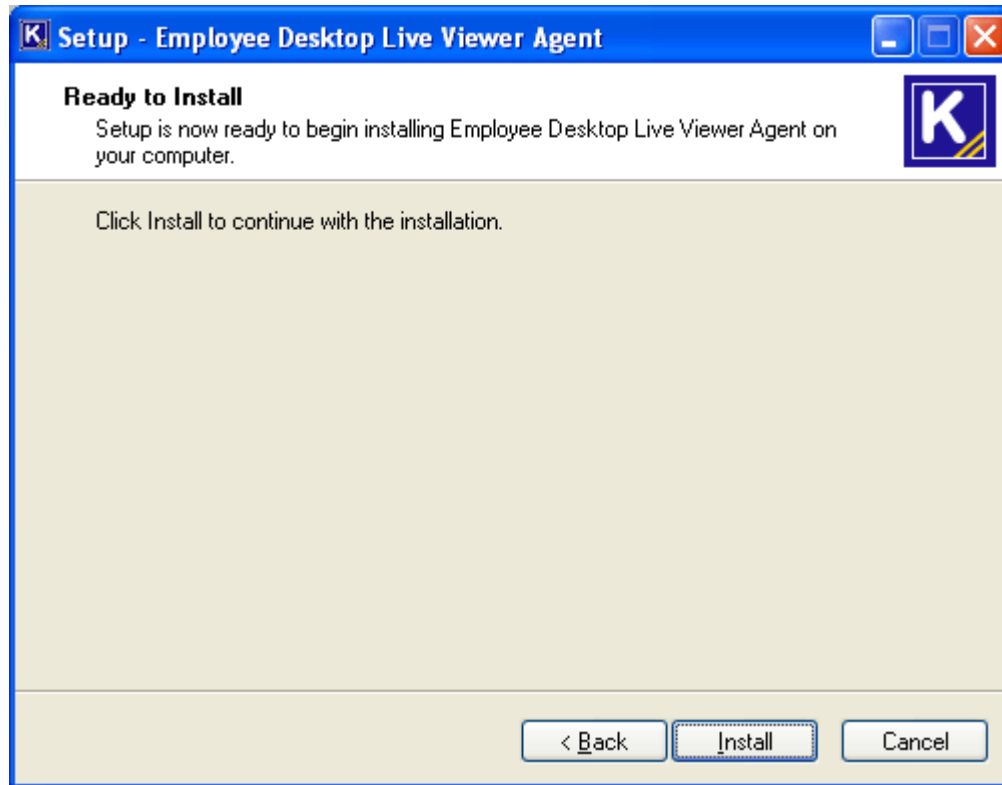 K Setup - Employee Desktop Live Viewer Agent
Ready to Install
Setup is now ready to begin installing Employee Desktop Live Viewer Agent on
your computer.
K
Click Install to continue with the installation.
< Back Install Cancel